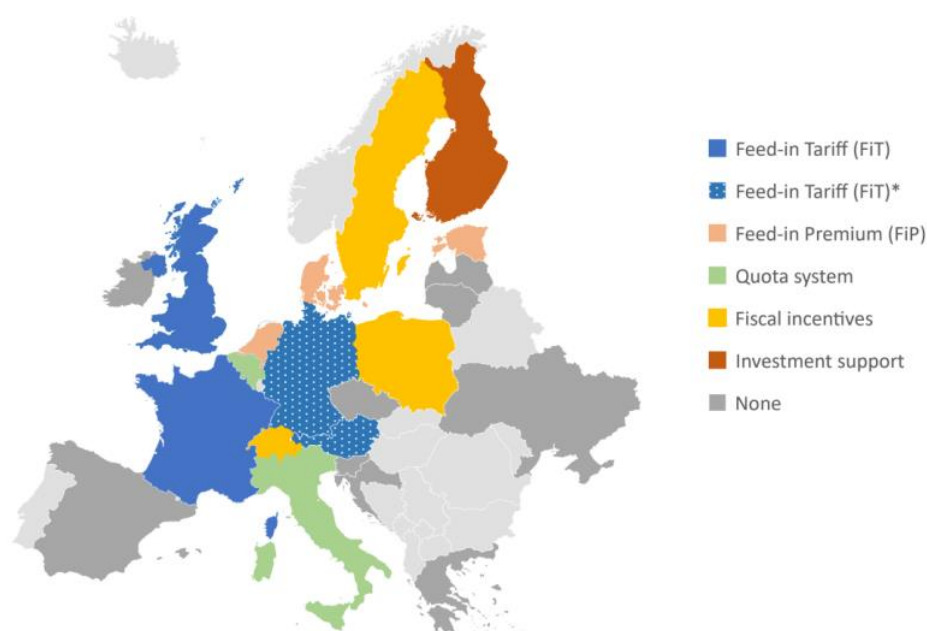 Feed-in Tariff (FiT)
Feed-in Tariff (FiT)*
Feed-in Premium (FiP)
Quota system
Fiscal incentives
Investment support
None